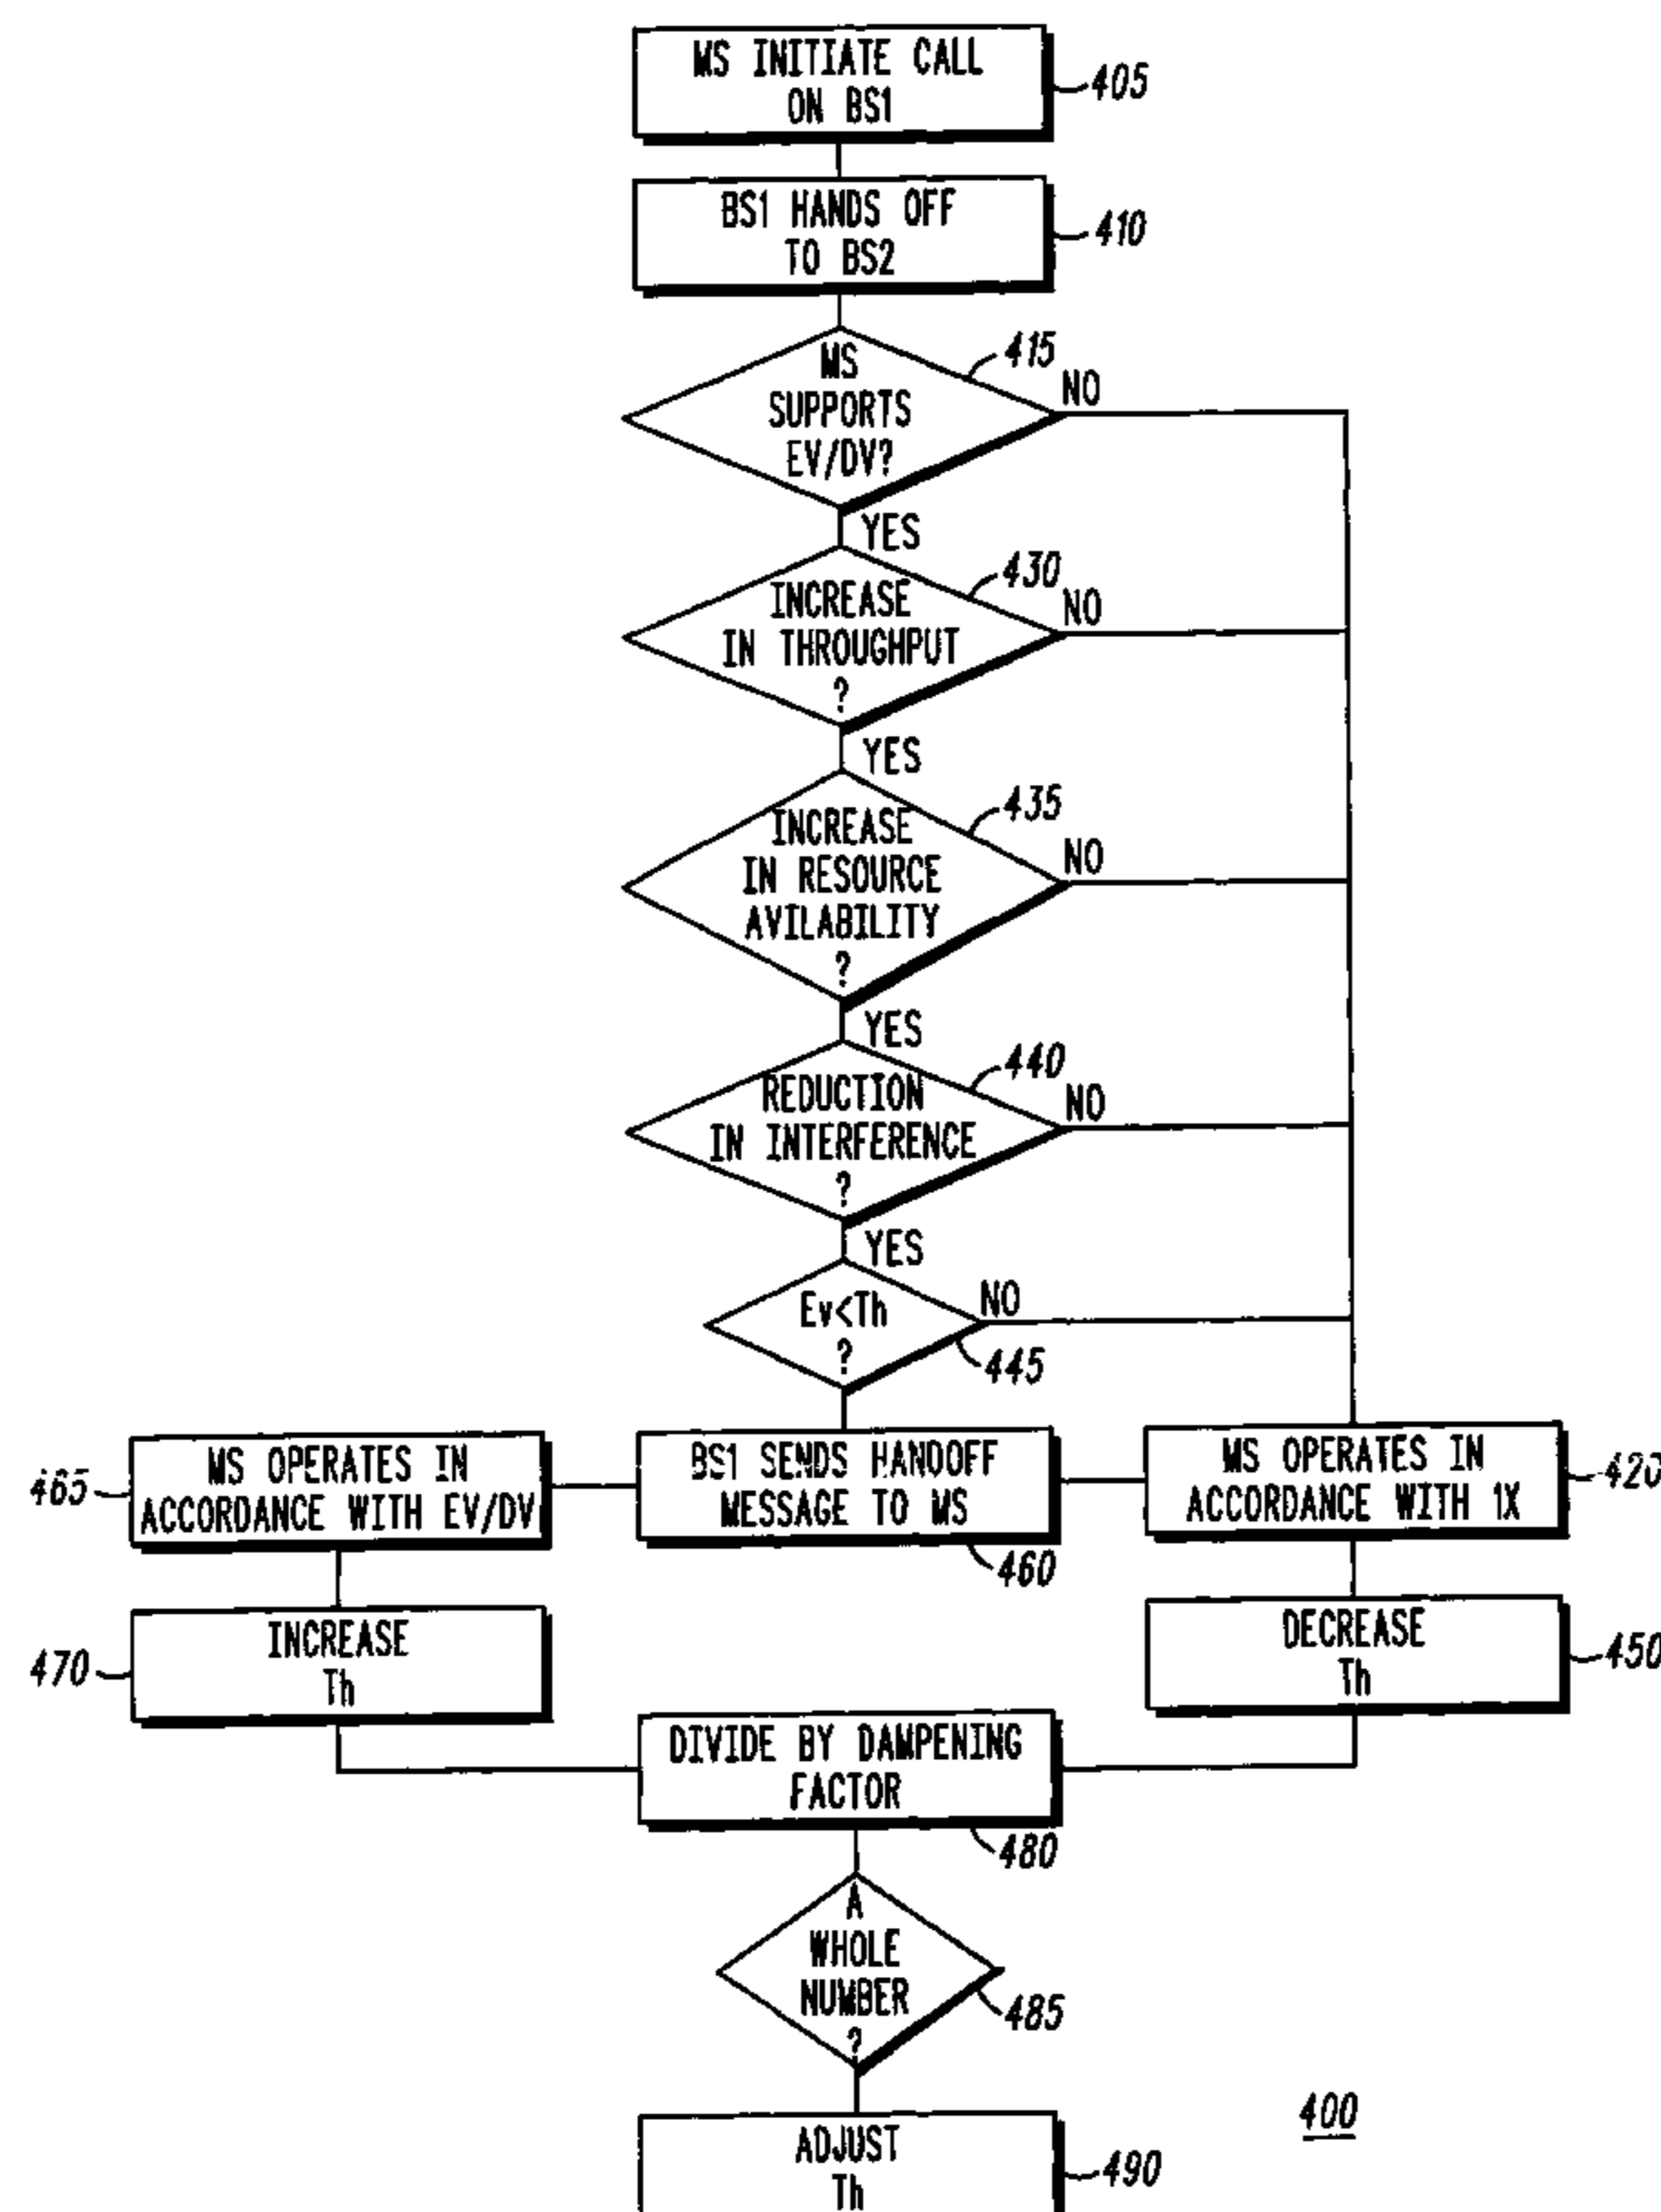 MS INITIATE CALL
ON BS1
405
BS1 HANDS OFF
TO BS2
410
MS
SUPPORTS
EV/DV?
415
NO
YES
INCREASE
IN THROUGHPUT
?
430
NO
YES
INCREASE
IN RESOURCE
AVILABILITY
?
435
NO
YES
REDUCTION
IN INTERFERENCE
?
440
NO
YES
Ev<Th
?
NO
445
465
MS OPERATES IN
ACCORDANCE WITH EV/DV
BS1 SENDS HANDOFF
MESSAGE TO MS
460
MS OPERATES IN
ACCORDANCE WITH 1X
420
470
INCREASE
Th
DECREASE
Th
450
DIVIDE BY DAMPENING
FACTOR
480
A
WHOLE
NUMBER
?
485
ADJUST
Th
490
400